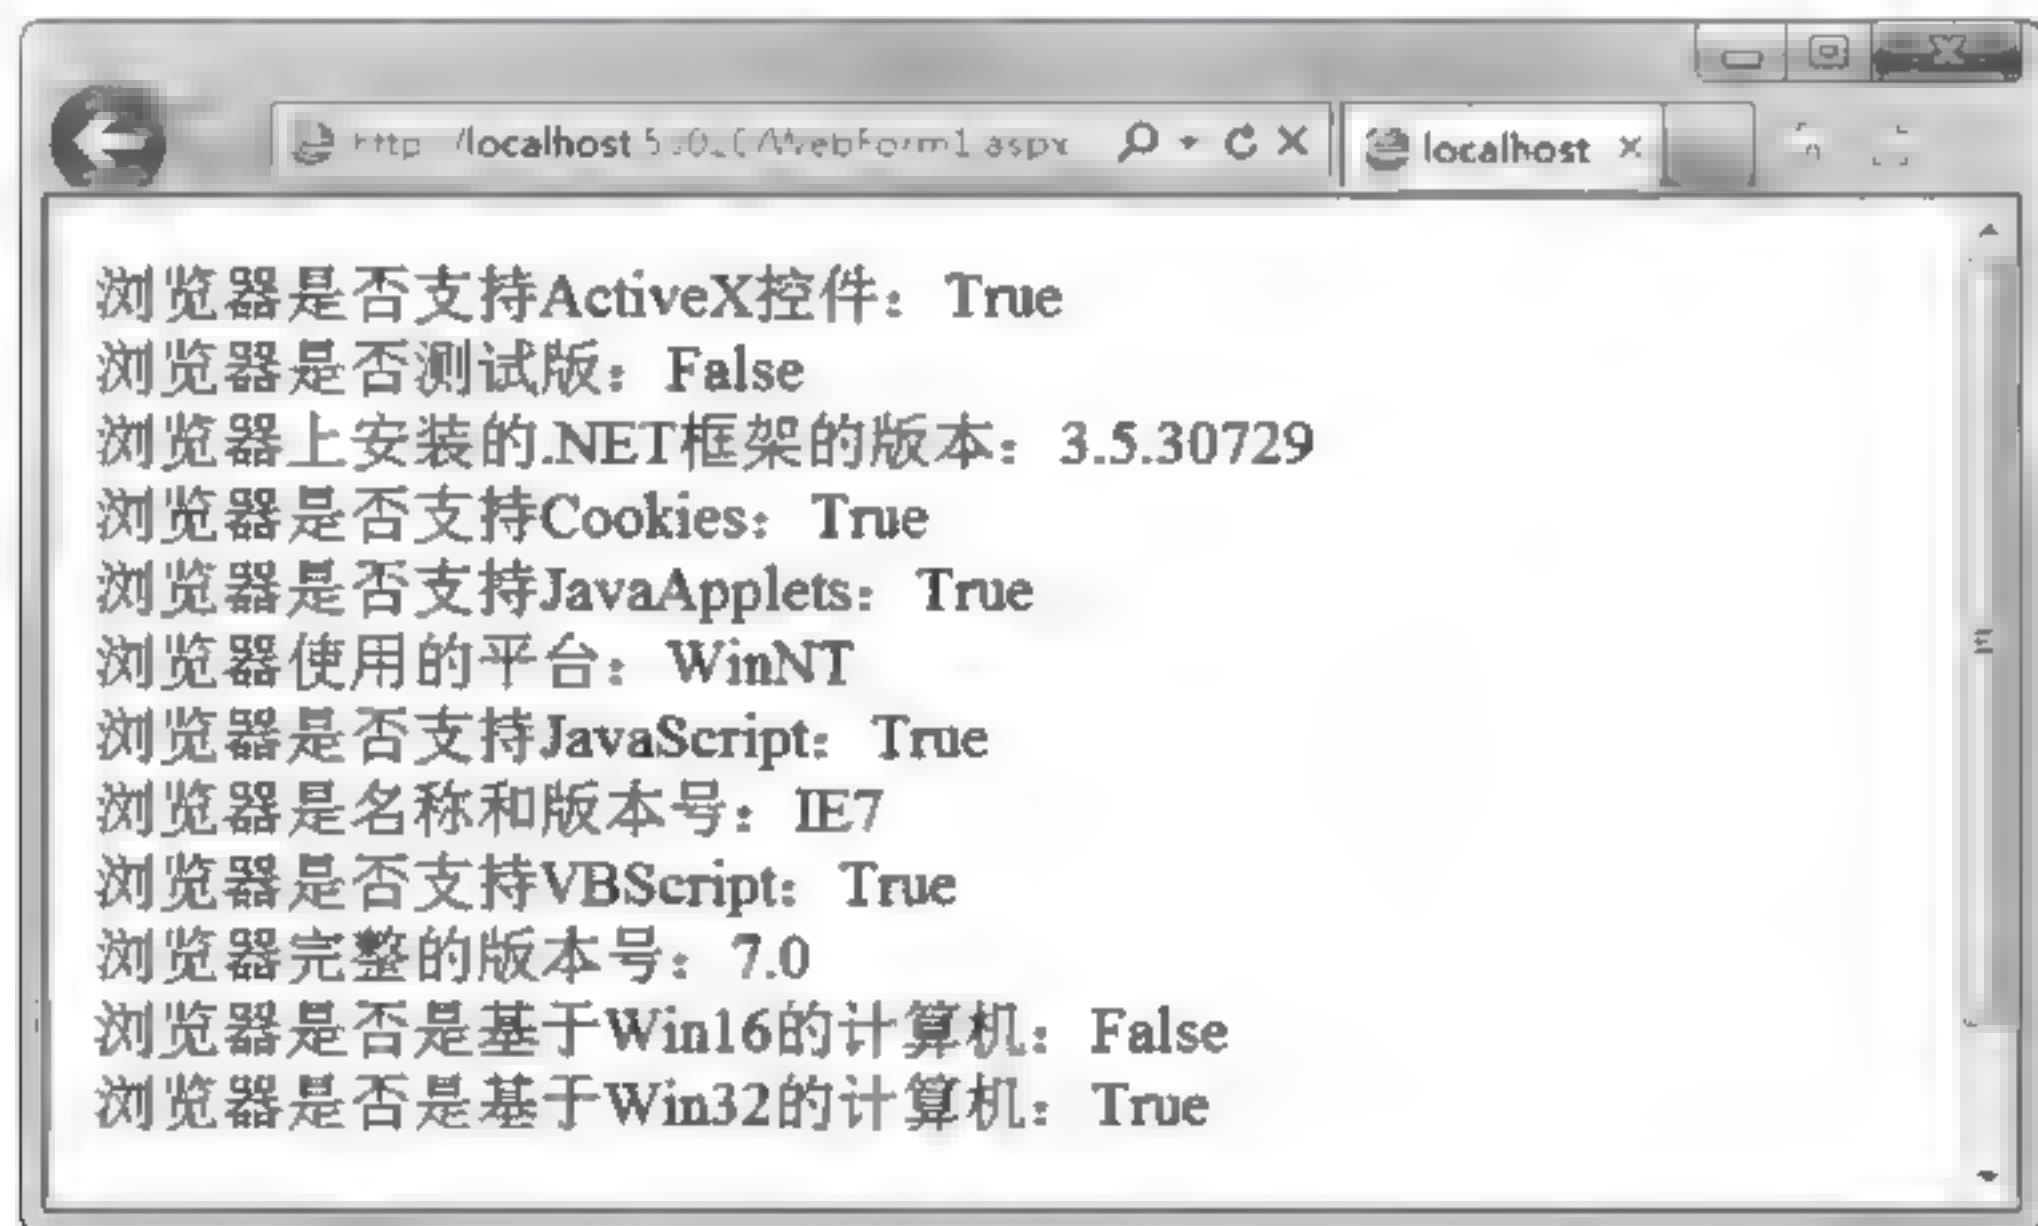 localhost WebForm1.aspx
localhost
浏览器是否支持ActiveX控件：True
浏览器是否测试版：False
浏览器上安装的.NET框架的版本：3.5.30729
浏览器是否支持Cookies：True
浏览器是否支持JavaApplets：True
浏览器使用的平台：WinNT
浏览器是否支持JavaScript：True
浏览器是名称和版本号：IE7
浏览器是否支持VBScript：True
浏览器完整的版本号：7.0
浏览器是否是基于Win16的计算机：False
浏览器是否是基于Win32的计算机：True